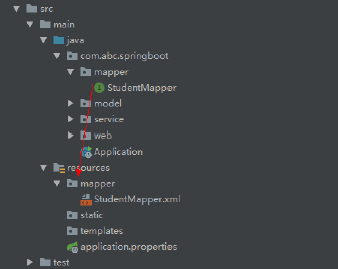 src
main
java
com.abc.springboot
mapper
StudentMapper
model
service
web
Application
resources
mapper
StudentMapper.xml
static
templates
application.properties
test